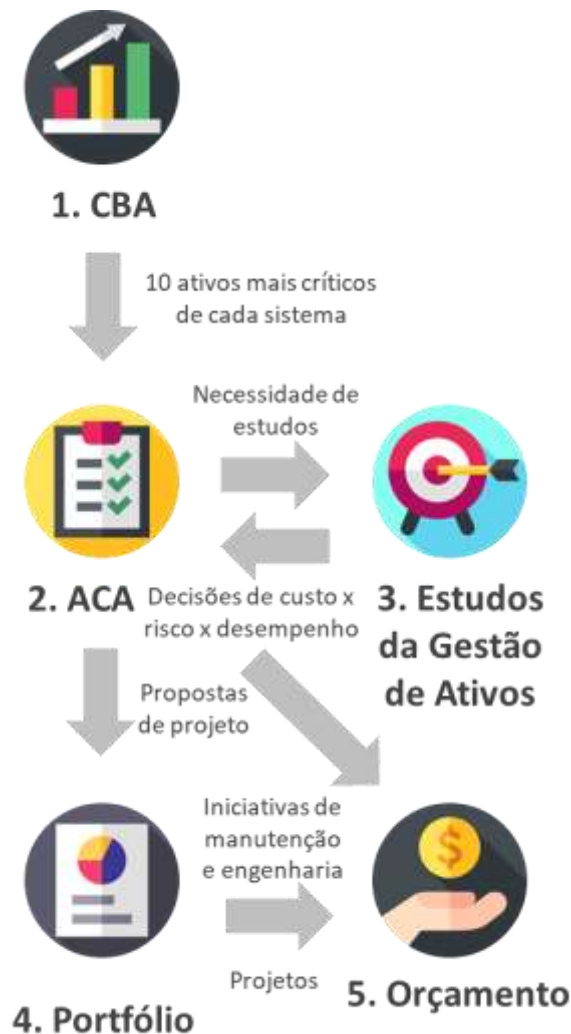 1. CBA
10 ativos mais críticos
de cada sistema
Necessidade de
estudos
2. ACA
Decisões de custo x
risco x desempenho
3. Estudos
da Gestão
de Ativos
Propostas
de projeto
Iniciativas de
manutenção
e engenharia
$
Projetos
4. Portfólio
5. Orçamento